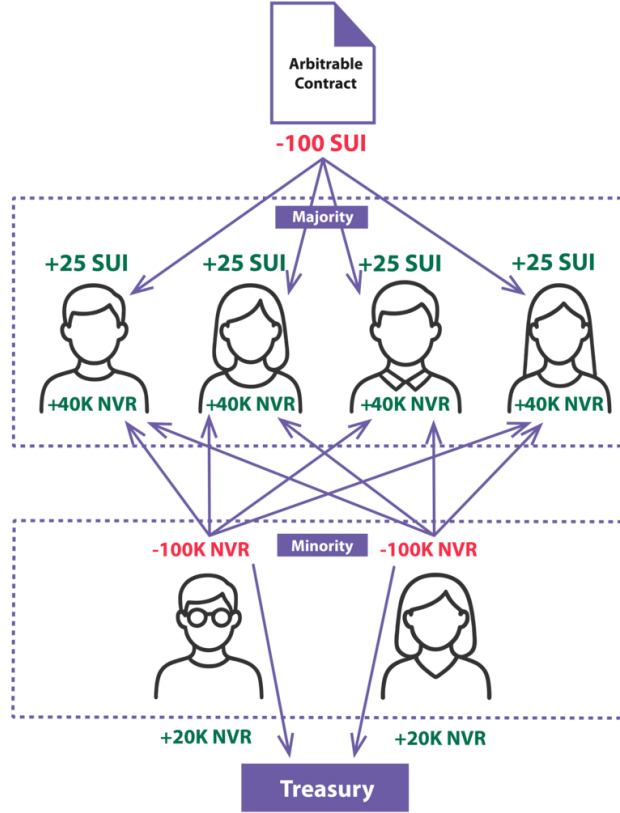 Arbitrable
Contract
-100 SUI
Majority
+25 SUI +25 SUI +25 SUI +25 SUI
+40K NVR +40K NVR +40K NVR +40K NVR
Minority
-100K NVR -100K NVR
+20K NVR +20K NVR
Treasury